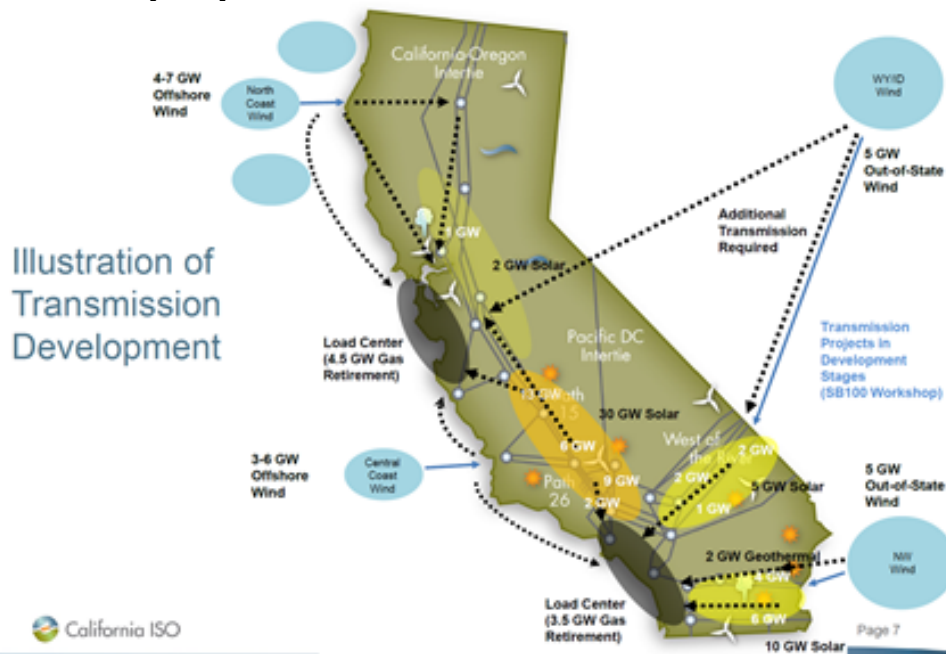 California-Oregon
Intertie
4-7 GW
Offshore
Wind
North
Coast
Wind
WY/ID
Wind
5 GW
Out-of-State
Wind
Additional
Transmission
Required
1 GW
2 GW Solar
Illustration of
Transmission
Development
Load Center
(4.5 GW Gas
Retirement)
Pacific DC
Intertie
Transmission
Projects in
Development
Stages
(SB100 Workshop)
13 GW
Path
15
30 GW Solar
6 GW
West of
the River
2 GW
2 GW
3-6 GW
Offshore
Wind
Central
Coast
Wind
Path
26
9 GW
2 GW
5 GW Solar
1 GW
5 GW
Out-of-State
Wind
2 GW Geothermal
4 GW
NW
Wind
Load Center
(3.5 GW Gas
Retirement)
6 GW
10 GW Solar
California ISO
Page 7